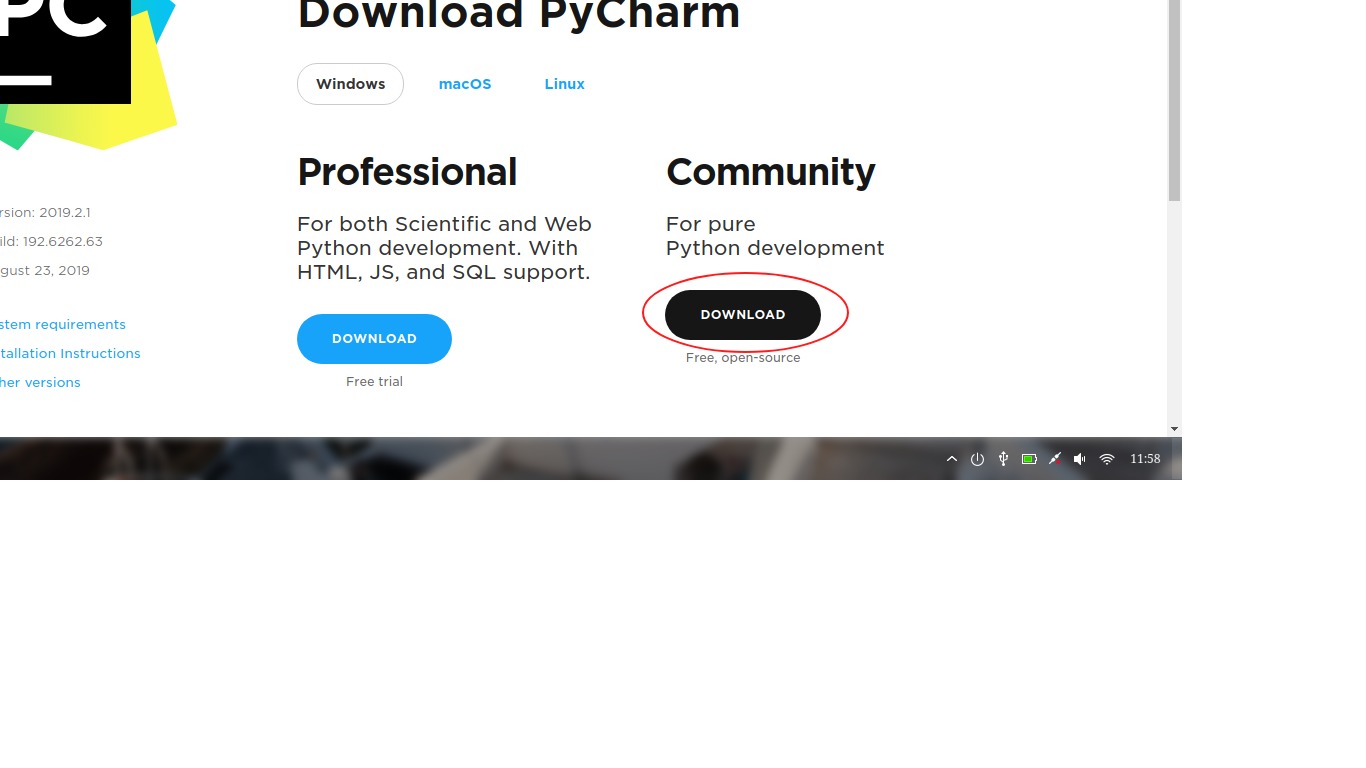 PC
Download PyCharm
Windows macOS Linux
Professional
For both Scientific and Web
Python development. With
HTML, JS, and SQL support.
DOWNLOAD
Free trial
Community
For pure
Python development
DOWNLOAD
Free, open-source
rsion: 2019.2.1
ild: 192.6262.63
gust 23, 2019
stem requirements
tallation Instructions
her versions
11:58